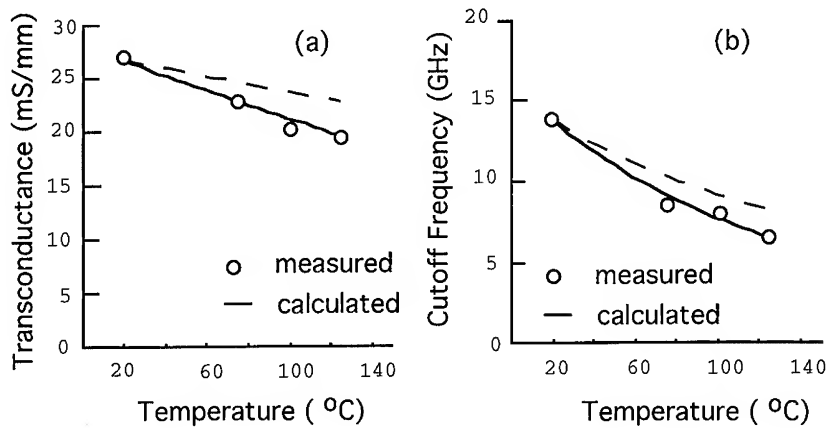 (a)
Transconductance (mS/mm)
30
25
20
15
10
5
0
measured
calculated
20
60
100
140
Temperature ( °C)
(b)
Cutoff Frequency (GHz)
20
15
10
5
0
measured
calculated
20
60
100
140
Temperature ( °C)